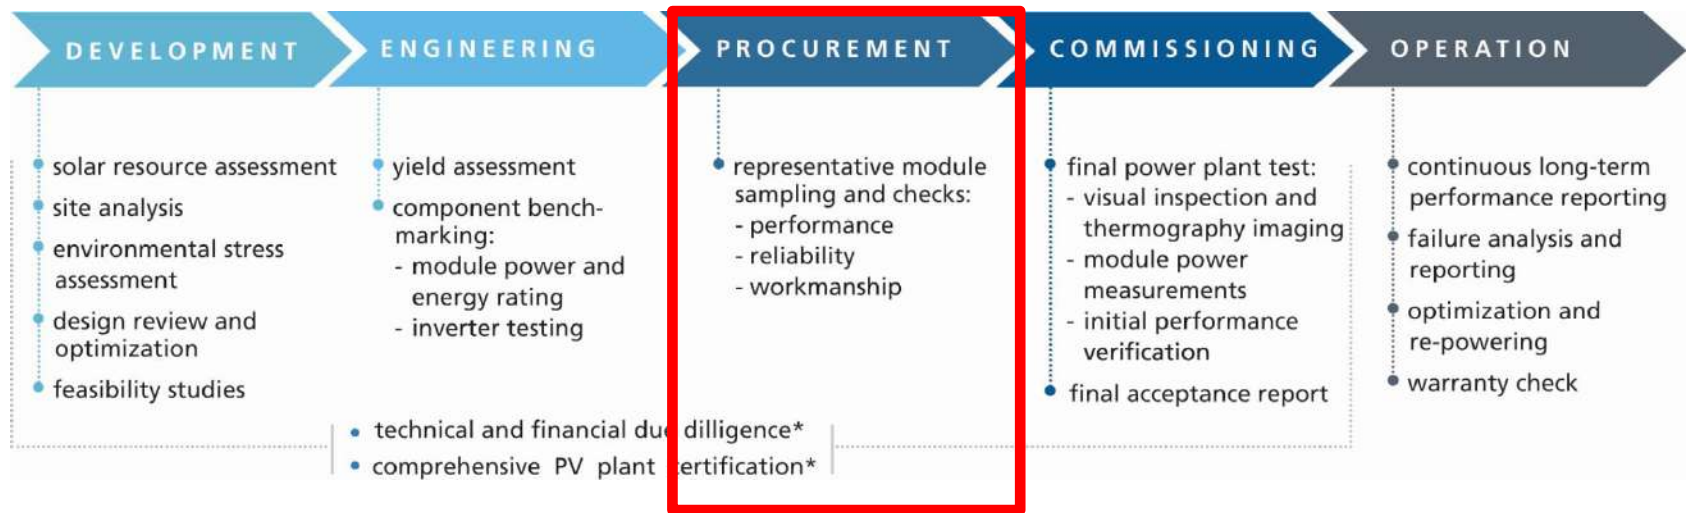 DEVELOPMENT
solar resource assessment
site analysis
environmental stress
assessment
design review and
optimization
feasibility studies
ENGINEERING
yield assessment
component bench-
marking:
- module power and
energy rating
- inverter testing
PROCUREMENT
representative module
sampling and checks:
- performance
- reliability
- workmanship
COMMISSIONING
final power plant test:
- visual inspection and
thermography imaging
- module power
measurements
- initial performance
verification
final acceptance report
OPERATION
continuous long-term
performance reporting
failure analysis and
reporting
optimization and
re-powering
warranty check
technical and financial due dilligence*
comprehensive PV plant certification*